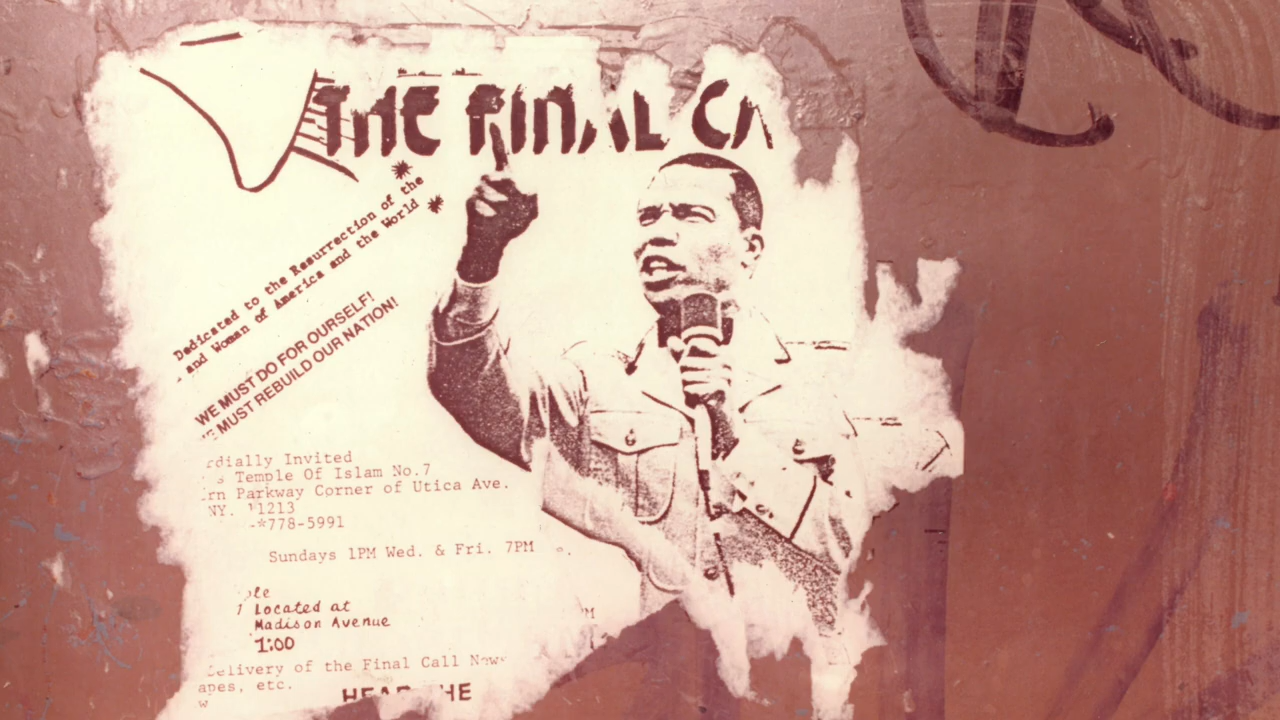 THE FINAL CA
Dedicated to the Resurrection of the
and Woman of America and the World
WE MUST DO FOR OURSELF!
WE MUST REBUILD OUR NATION!
rdially Invited
s Temple Of Islam No.7
rn Parkway Corner of Utica Ave.
NY. 11213
-*778-5991
Sundays 1PM Wed. & Fri. 7PM
ple
Located at
Madison Avenue
1:00
Delivery of the Final Call News
apes, etc.
HEAR THE